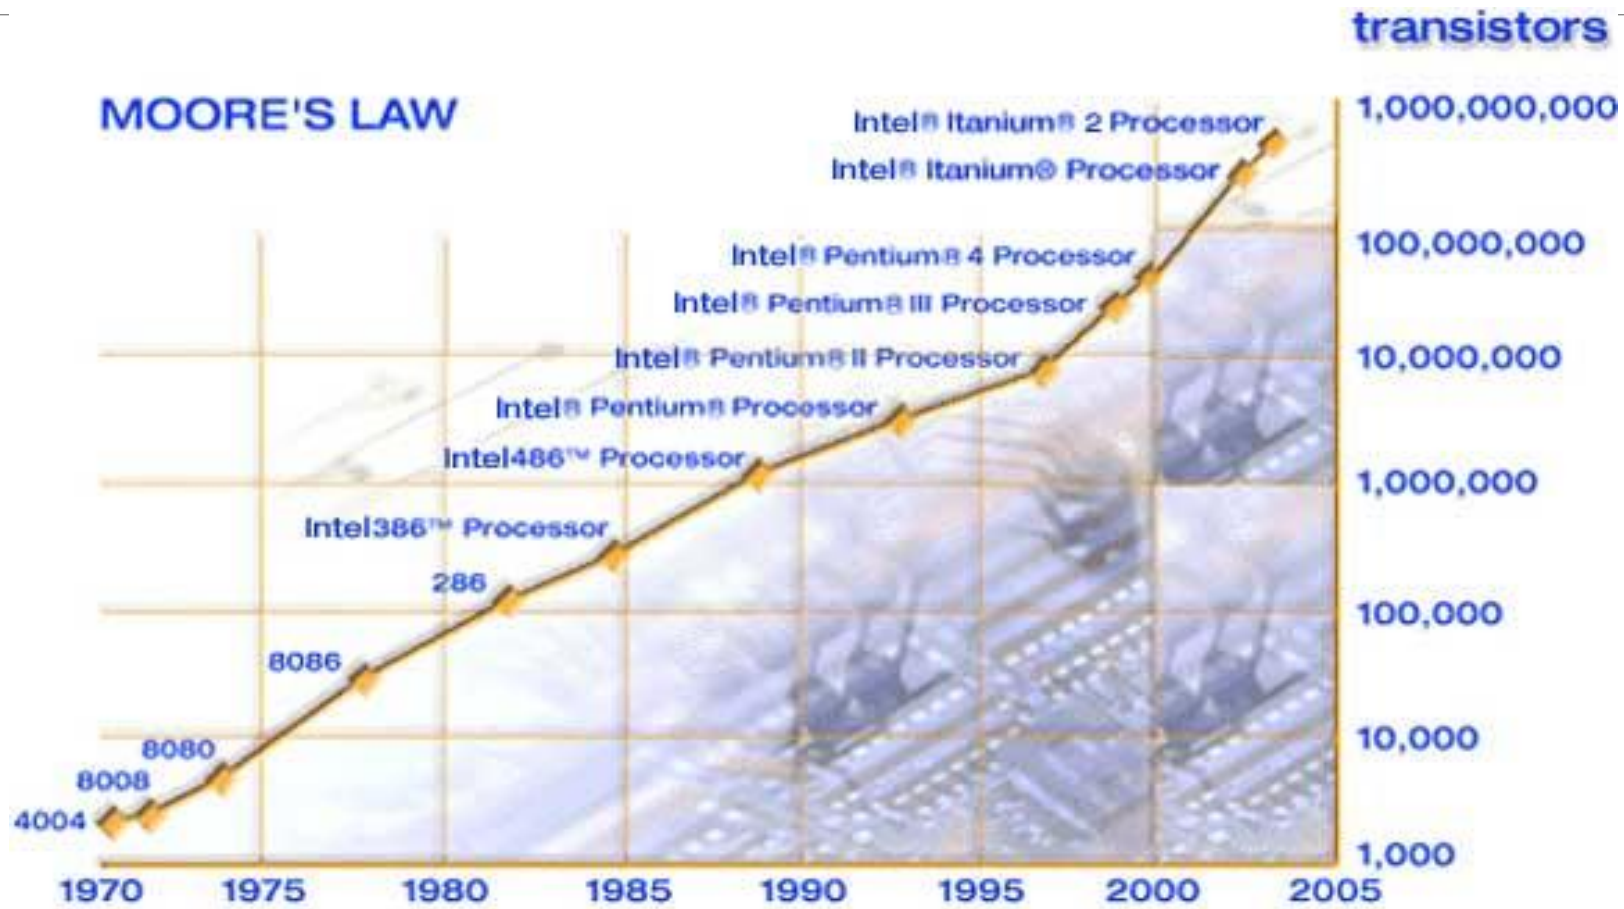 transistors
MOORE'S LAW
1,000,000,000
Intel® Itanium® 2 Processor
Intel® Itanium® Processor
100,000,000
Intel® Pentium® 4 Processor
Intel® Pentium® III Processor
10,000,000
Intel® Pentium® II Processor
Intel® Pentium® Processor
Intel486™ Processor
1,000,000
Intel386™ Processor
286
100,000
8086
10,000
8080
8008
4004
1,000
1970 1975 1980 1985 1990 1995 2000 2005